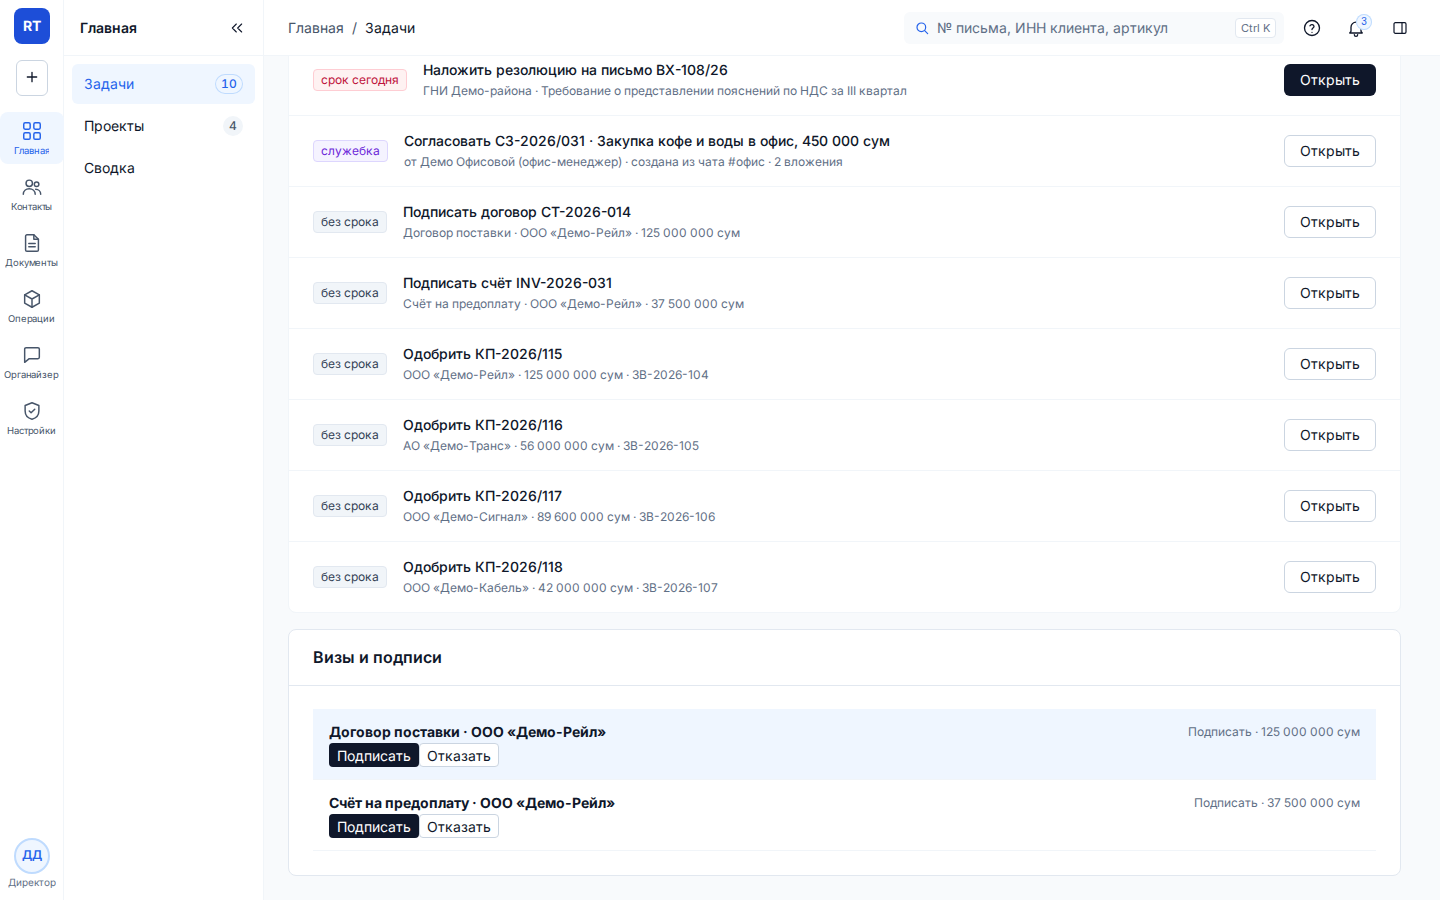 RT
Главная
Контакты
Документы
Операции
Органайзер
Настройки
ДД
Директор
Главная
Задачи
10
Проекты
4
Сводка
Главная / Задачи
№ письма, ИНН клиента, артикул
Ctrl K
3
срок сегодня
Наложить резолюцию на письмо ВХ-108/26
ГНИ Демо-района · Требование о представлении пояснений по НДС за III квартал
Открыть
служебка
Согласовать СЗ-2026/031 · Закупка кофе и воды в офис, 450 000 сум
от Демо Офисовой (офис-менеджер) · создана из чата #офис · 2 вложения
Открыть
без срока
Подписать договор СТ-2026-014
Договор поставки · ООО «Демо-Рейл» · 125 000 000 сум
Открыть
без срока
Подписать счёт INV-2026-031
Счёт на предоплату · ООО «Демо-Рейл» · 37 500 000 сум
Открыть
без срока
Одобрить КП-2026/115
ООО «Демо-Рейл» · 125 000 000 сум · ЗВ-2026-104
Открыть
без срока
Одобрить КП-2026/116
АО «Демо-Транс» · 56 000 000 сум · ЗВ-2026-105
Открыть
без срока
Одобрить КП-2026/117
ООО «Демо-Сигнал» · 89 600 000 сум · ЗВ-2026-106
Открыть
без срока
Одобрить КП-2026/118
ООО «Демо-Кабель» · 42 000 000 сум · ЗВ-2026-107
Открыть
Визы и подписи
Договор поставки · ООО «Демо-Рейл»
Подписать · 125 000 000 сум
Подписать
Отказать
Счёт на предоплату · ООО «Демо-Рейл»
Подписать · 37 500 000 сум
Подписать
Отказать